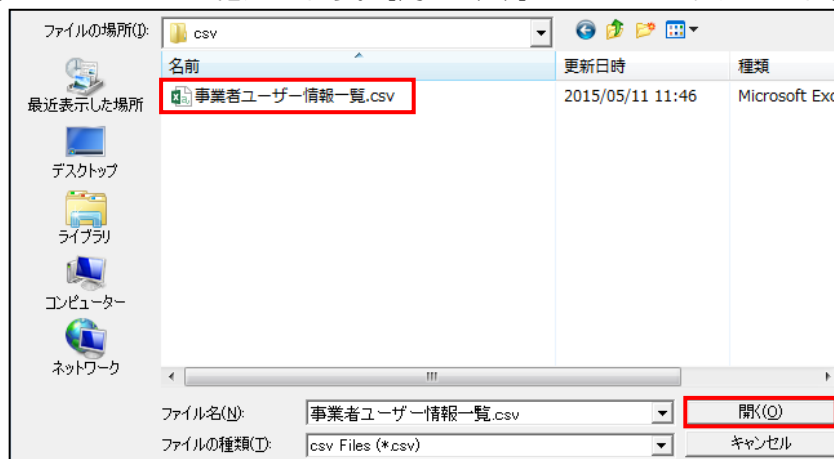 ファイルの場所(I): csv
名前 更新日時 種類
事業者ユーザー情報一覧.csv 2015/05/11 11:46 Microsoft Exc
最近表示した場所
デスクトップ
ライブラリ
コンピューター
ネットワーク
ファイル名(N): 事業者ユーザー情報一覧.csv 開く(O)
ファイルの種類(T): csv Files (*.csv) キャンセル